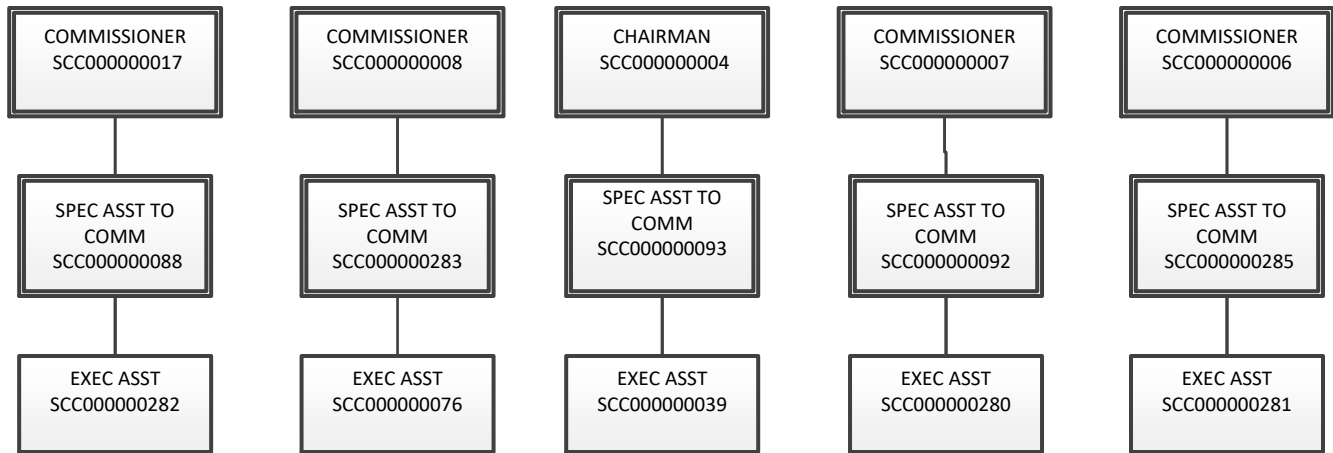 COMMISSIONER
SCC000000017
COMMISSIONER
SCC000000008
CHAIRMAN
SCC000000004
COMMISSIONER
SCC000000007
COMMISSIONER
SCC000000006
SPEC ASST TO
COMM
SCC000000088
SPEC ASST TO
COMM
SCC000000283
SPEC ASST TO
COMM
SCC000000093
SPEC ASST TO
COMM
SCC000000092
SPEC ASST TO
COMM
SCC000000285
EXEC ASST
SCC000000282
EXEC ASST
SCC000000076
EXEC ASST
SCC000000039
EXEC ASST
SCC000000280
EXEC ASST
SCC000000281